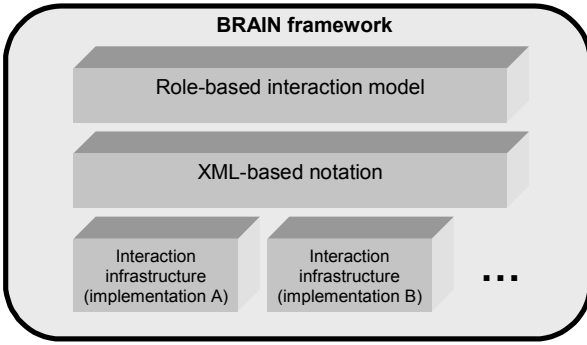 BRAIN framework
Role-based interaction model
XML-based notation
Interaction
infrastructure
(implementation A)
Interaction
infrastructure
(implementation B)
...